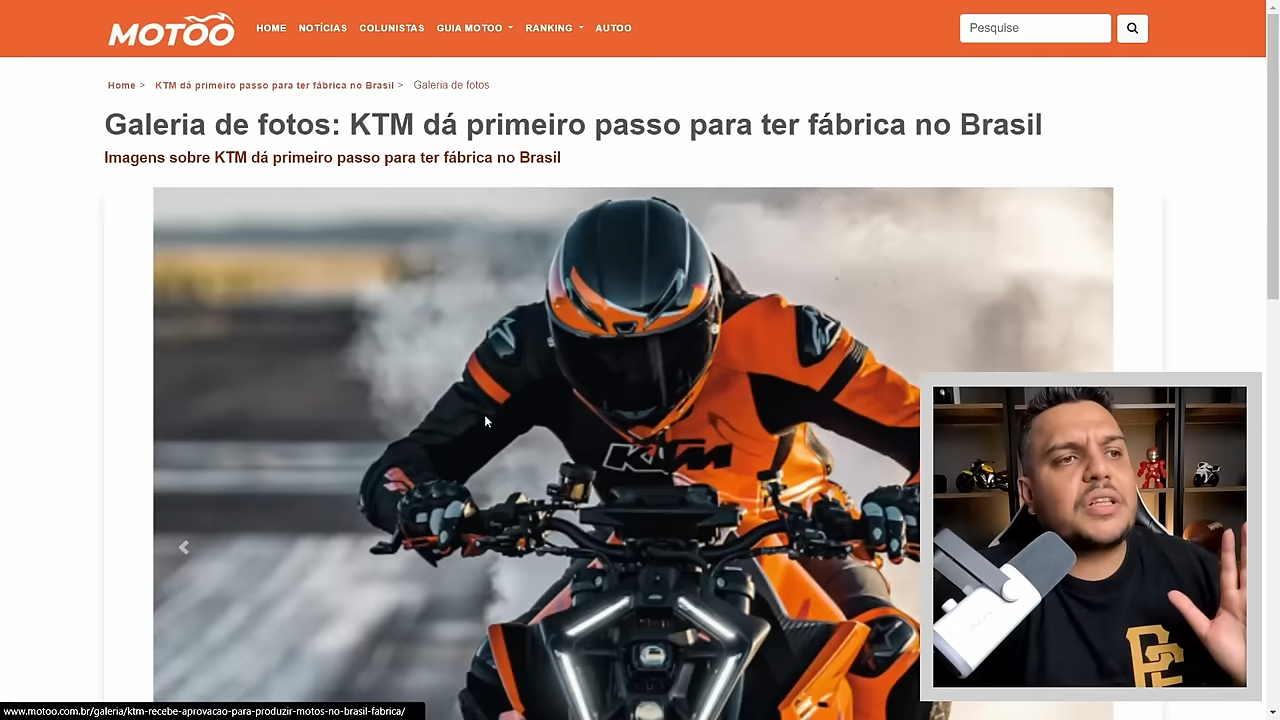 MOTOO
HOME NOTÍCIAS COLUNISTAS GUIA MOTOO RANKING AUTOO
Pesquise
Home > KTM dá primeiro passo para ter fábrica no Brasil > Galeria de fotos
Galeria de fotos: KTM dá primeiro passo para ter fábrica no Brasil
Imagens sobre KTM dá primeiro passo para ter fábrica no Brasil
KTM
www.motoo.com.br/galeria/ktm-recebe-aprovacao-para-produzir-motos-no-brasil-fabrica/